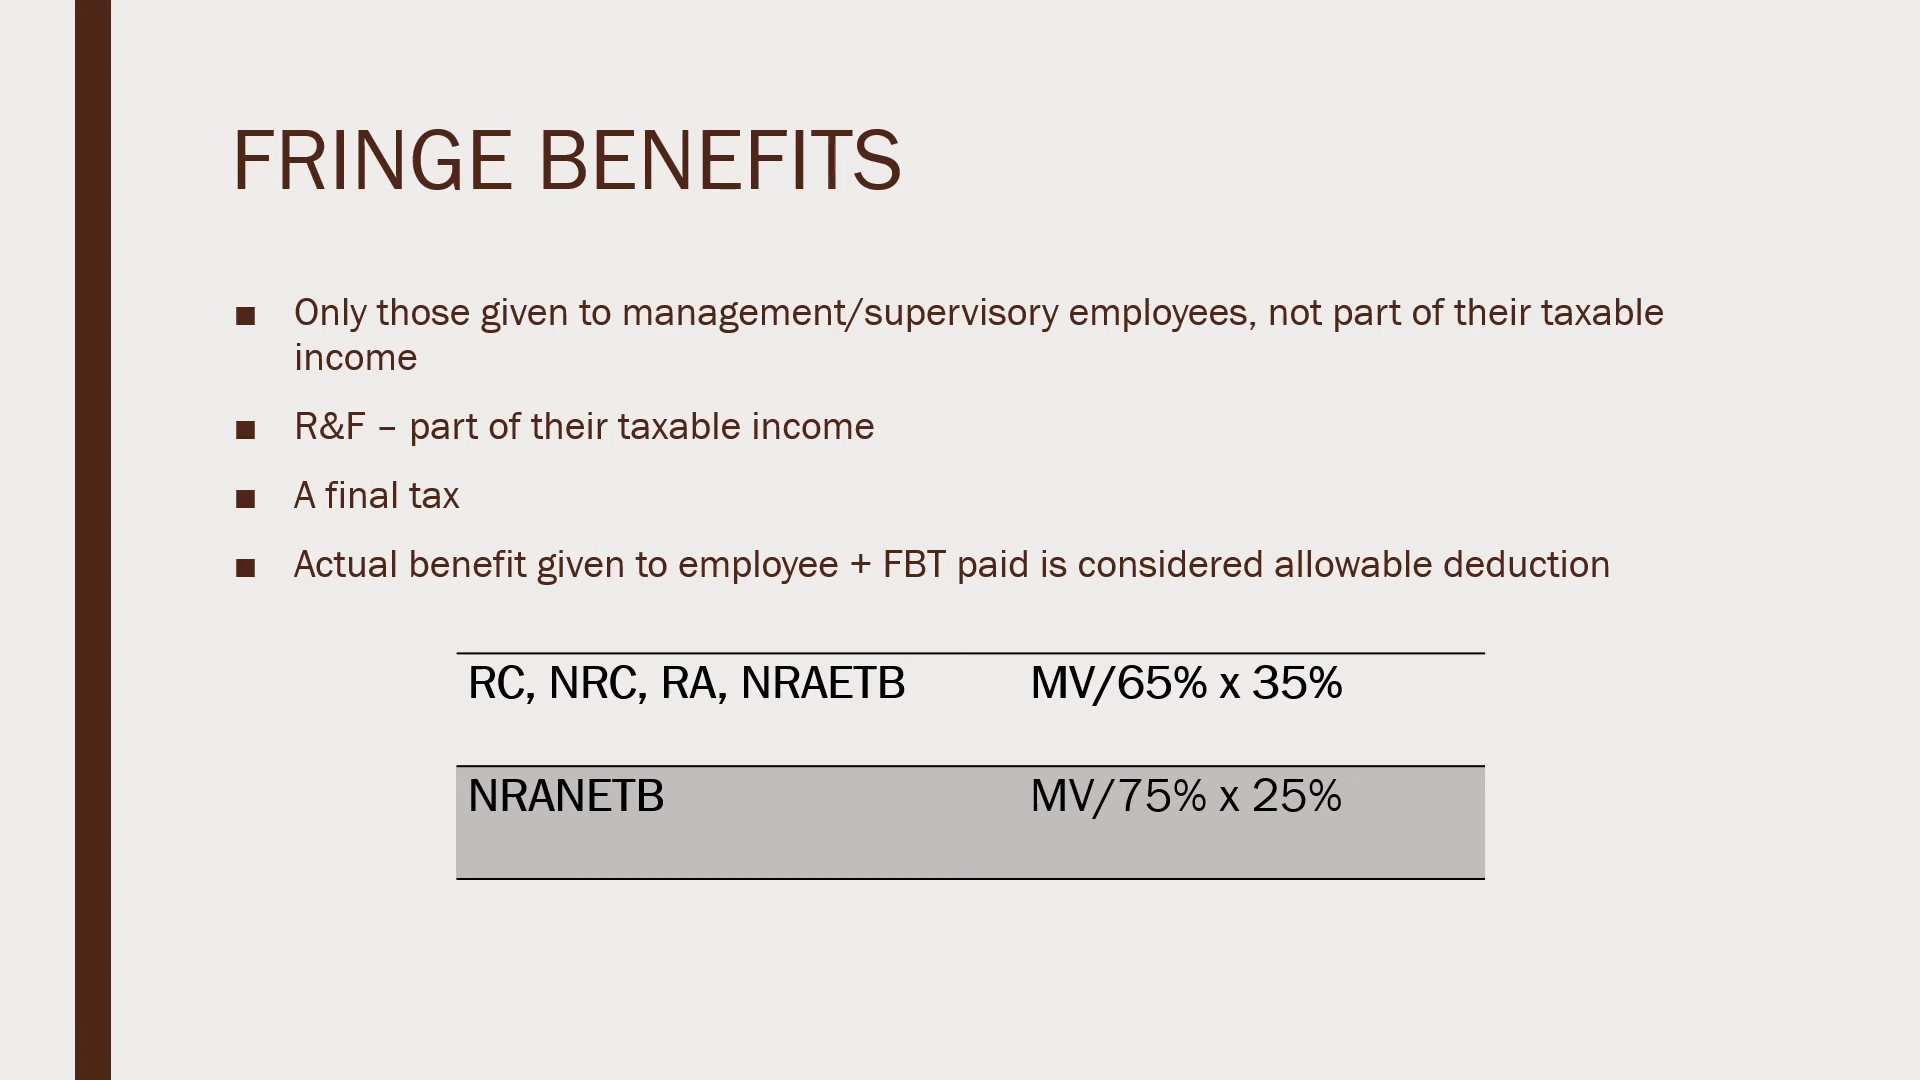 FRINGE BENEFITS
■ Only those given to management/supervisory employees, not part of their taxable
income
■ R&F – part of their taxable income
■ A final tax
■ Actual benefit given to employee + FBT paid is considered allowable deduction
RC, NRC, RA, NRAETB MV/65% x 35%
NRANETB MV/75% x 25%